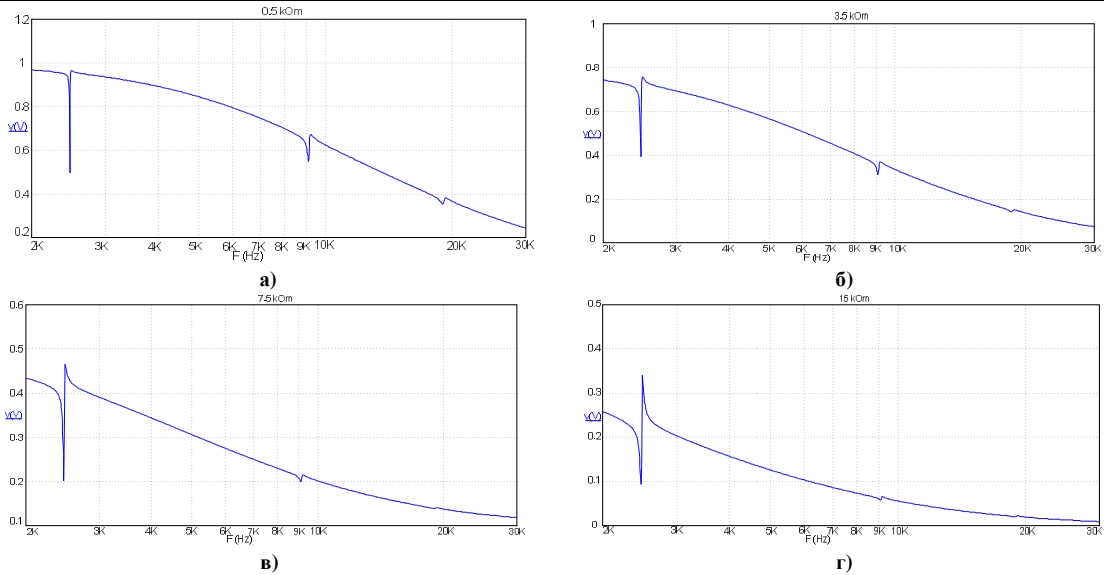 0.5 kOm
1.2
1
0.8
0.6
0.4
0.2
v(V)
2K 3K 4K 5K 6K 7K 8K 9K 10K 20K 30K
F (Hz)
а)
3.5 kOm
1
0.8
0.6
0.4
0.2
0
v(V)
2K 3K 4K 5K 6K 7K 8K 9K 10K 20K 30K
F (Hz)
б)
7.5 kOm
0.6
0.5
0.4
0.3
0.2
0.1
v(V)
2K 3K 4K 5K 6K 7K 8K 9K 10K 20K 30K
F (Hz)
в)
15 kOm
0.5
0.4
0.3
0.2
0.1
0
v(V)
2K 3K 4K 5K 6K 7K 8K 9K 10K 20K 30K
F (Hz)
г)